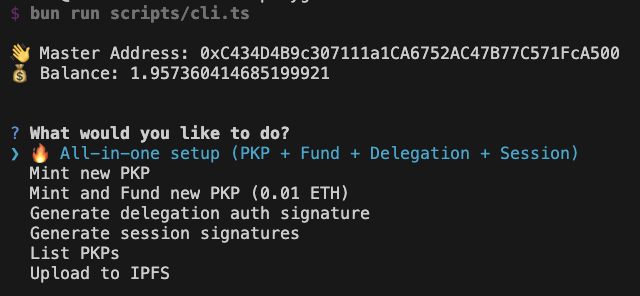 $ bun run scripts/cli.ts
👋 Master Address: 0xC434D4B9c307111a1CA6752AC47B77C571FcA500
💰 Balance: 1.957360414685199921
? What would you like to do?
❯ 🔥 All-in-one setup (PKP + Fund + Delegation + Session)
Mint new PKP
Mint and Fund new PKP (0.01 ETH)
Generate delegation auth signature
Generate session signatures
List PKPs
Upload to IPFS